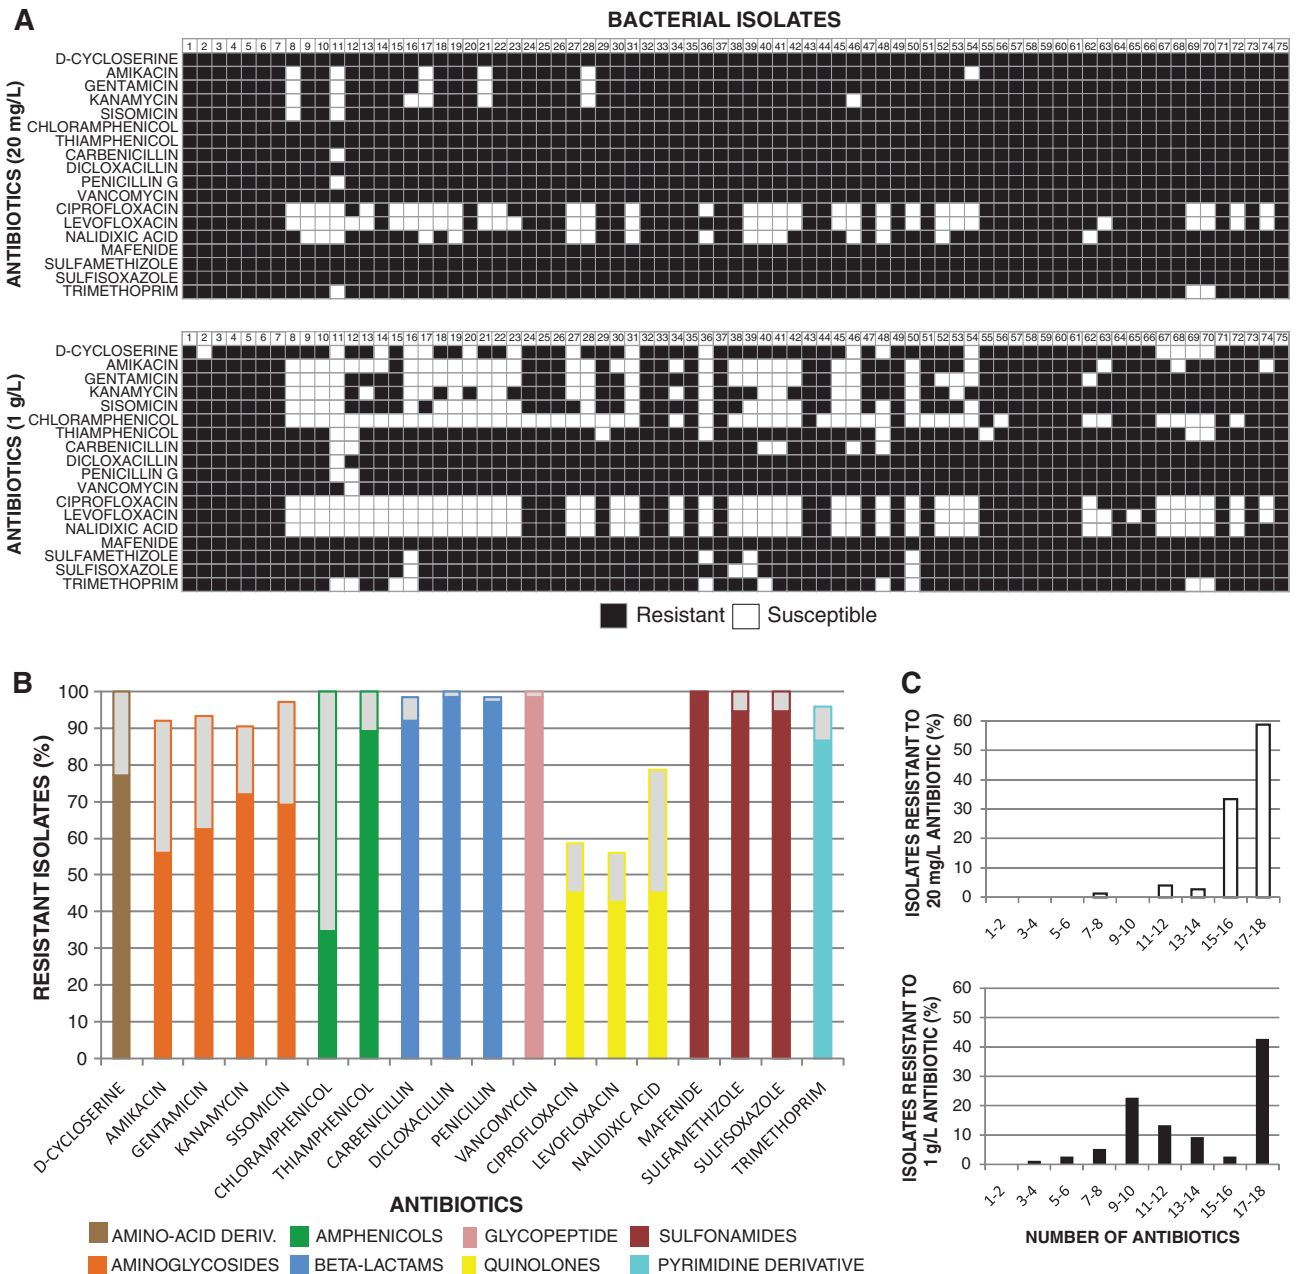 A
BACTERIAL ISOLATES
ANTIBIOTICS (20 mg/L)
1 2 3 4 5 6 7 8 9 10 11 12 13 14 15 16 17 18 19 20 21 22 23 24 25 26 27 28 29 30 31 32 33 34 35 36 37 38 39 40 41 42 43 44 45 46 47 48 49 50 51 52 53 54 55 56 57 58 59 60 61 62 63 64 65 66 67 68 69 70 71 72 73 74 75
D-CYCLOSERINE
AMIKACIN
GENTAMICIN
KANAMYCIN
SISOMICIN
CHLORAMPHENICOL
THIAMPHENICOL
CARBENICILLIN
DICLOXACILLIN
PENICILLIN G
VANCOMYCIN
CIPROFLOXACIN
LEVOFLOXACIN
NALIDIXIC ACID
MAFENIDE
SULFAMETHIZOLE
SULFISOXAZOLE
TRIMETHOPRIM
ANTIBIOTICS (1 g/L)
1 2 3 4 5 6 7 8 9 10 11 12 13 14 15 16 17 18 19 20 21 22 23 24 25 26 27 28 29 30 31 32 33 34 35 36 37 38 39 40 41 42 43 44 45 46 47 48 49 50 51 52 53 54 55 56 57 58 59 60 61 62 63 64 65 66 67 68 69 70 71 72 73 74 75
D-CYCLOSERINE
AMIKACIN
GENTAMICIN
KANAMYCIN
SISOMICIN
CHLORAMPHENICOL
THIAMPHENICOL
CARBENICILLIN
DICLOXACILLIN
PENICILLIN G
VANCOMYCIN
CIPROFLOXACIN
LEVOFLOXACIN
NALIDIXIC ACID
MAFENIDE
SULFAMETHIZOLE
SULFISOXAZOLE
TRIMETHOPRIM
Resistant Susceptible
B
RESISTANT ISOLATES (%)
100
90
80
70
60
50
40
30
20
10
0
D-CYCLOSERINE
AMIKACIN
GENTAMICIN
KANAMYCIN
SISOMICIN
CHLORAMPHENICOL
THIAMPHENICOL
CARBENICILLIN
DICLOXACILLIN
PENICILLIN
VANCOMYCIN
CIPROFLOXACIN
LEVOFLOXACIN
NALIDIXIC ACID
MAFENIDE
SULFAMETHIZOLE
SULFISOXAZOLE
TRIMETHOPRIM
ANTIBIOTICS
AMINO-ACID DERIV. AMPHENICOLS GLYCOPEPTIDE SULFONAMIDES
AMINOGLYCOSIDES BETA-LACTAMS QUINOLONES PYRIMIDINE DERIVATIVE
C
ISOLATES RESISTANT TO
20 mg/L ANTIBIOTIC (%)
60
50
40
30
20
10
0
1-2 3-4 5-6 7-8 9-10 11-12 13-14 15-16 17-18
ISOLATES RESISTANT TO
1 g/L ANTIBIOTIC (%)
60
50
40
30
20
10
0
1-2 3-4 5-6 7-8 9-10 11-12 13-14 15-16 17-18
NUMBER OF ANTIBIOTICS